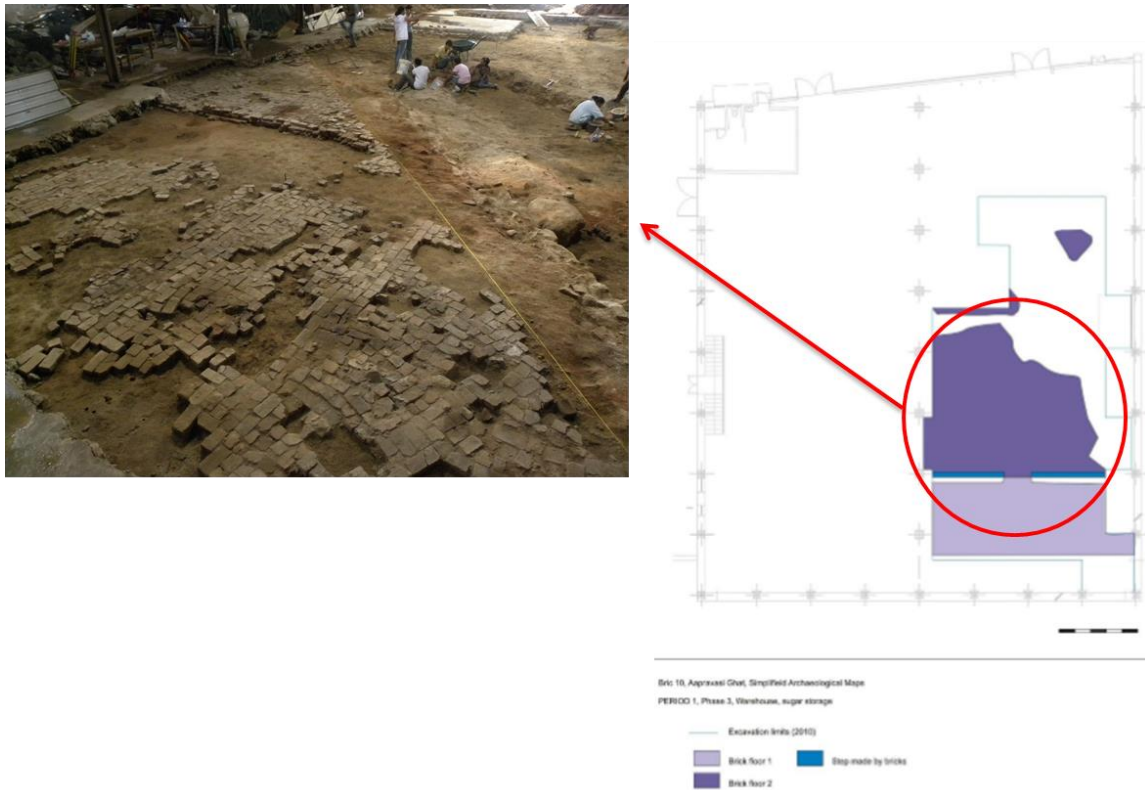 Bric 10, Aapravasi Ghat, Simplifield Archaeological Maps
PERIOD 1, Phase 3, Warehouse, sugar storage
Excavation limits (2010)
Brick floor 1
Step made by bricks
Brick floor 2